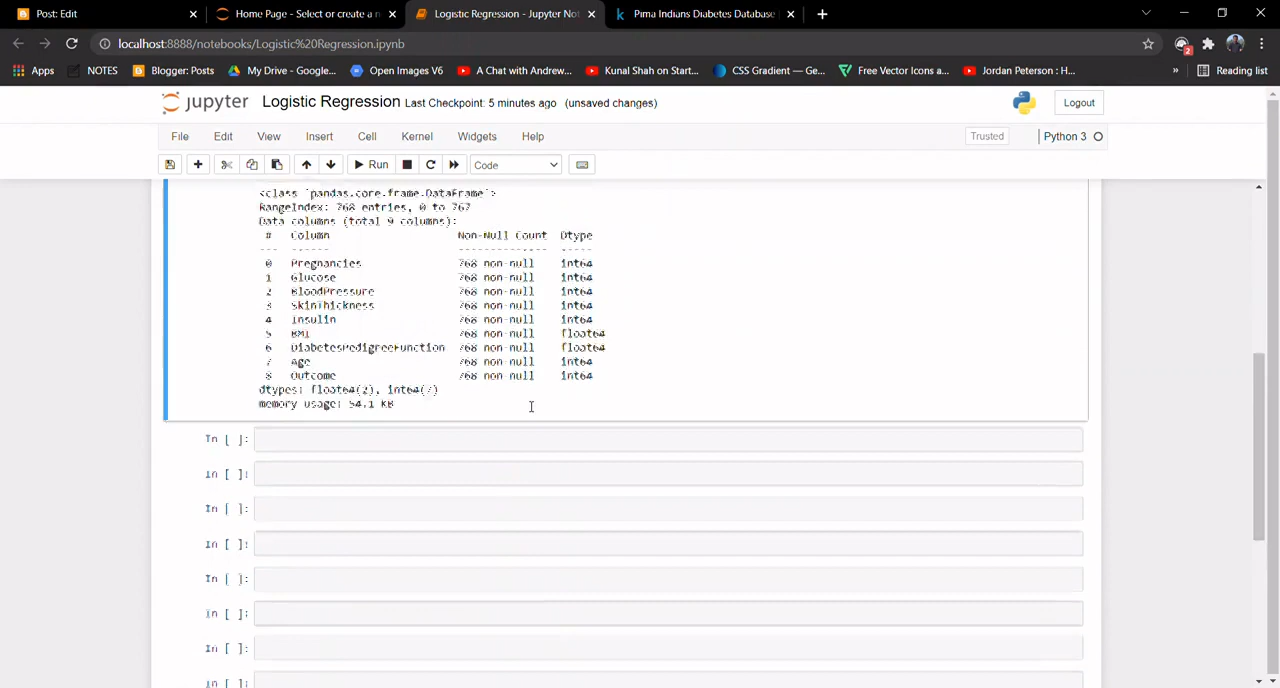 Post: Edit
Home Page - Select or create a n
Logistic Regression - Jupyter Not
Pima Indians Diabetes Database
localhost:8888/notebooks/Logistic%20Regression.ipynb
2
Apps
NOTES
Blogger: Posts
My Drive - Google...
Open Images V6
A Chat with Andrew...
Kunal Shah on Start...
CSS Gradient — Ge...
Free Vector Icons a...
Jordan Peterson : H...
»
Reading list
jupyter
Logistic Regression Last Checkpoint: 5 minutes ago (unsaved changes)
Logout
File Edit View Insert Cell Kernel Widgets Help
Trusted
Python 3
Run
Code
<class 'pandas.core.frame.DataFrame'>
RangeIndex: 768 entries, 0 to 767
Data columns (total 9 columns):
# Column Non-Null Count Dtype
--- ------ -------------- -----
0 Pregnancies 768 non-null int64
1 Glucose 768 non-null int64
2 BloodPressure 768 non-null int64
3 SkinThickness 768 non-null int64
4 Insulin 768 non-null int64
5 BMI 768 non-null float64
6 DiabetesPedigreeFunction 768 non-null float64
7 Age 768 non-null int64
8 Outcome 768 non-null int64
dtypes: float64(2), int64(7)
memory usage: 54.1 KB
In [ ]:
In [ ]:
In [ ]:
In [ ]:
In [ ]:
In [ ]:
In [ ]:
In [ ]: